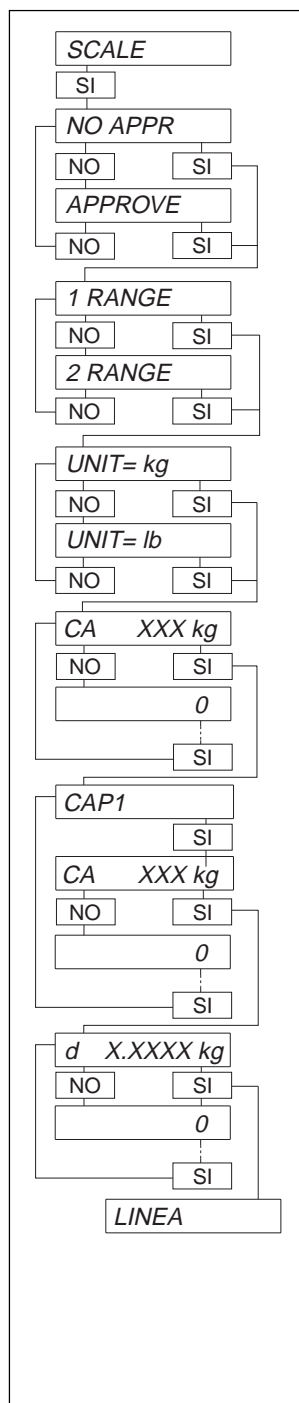 SCALE
SI
NO APPR
NO SI
APPROVE
NO SI
1 RANGE
NO SI
2 RANGE
NO SI
UNIT= kg
NO SI
UNIT= lb
NO SI
CA XXX kg
NO SI
0
SI
CAP1
SI
CA XXX kg
NO SI
0
SI
d X.XXXX kg
NO SI
0
SI
LINEA